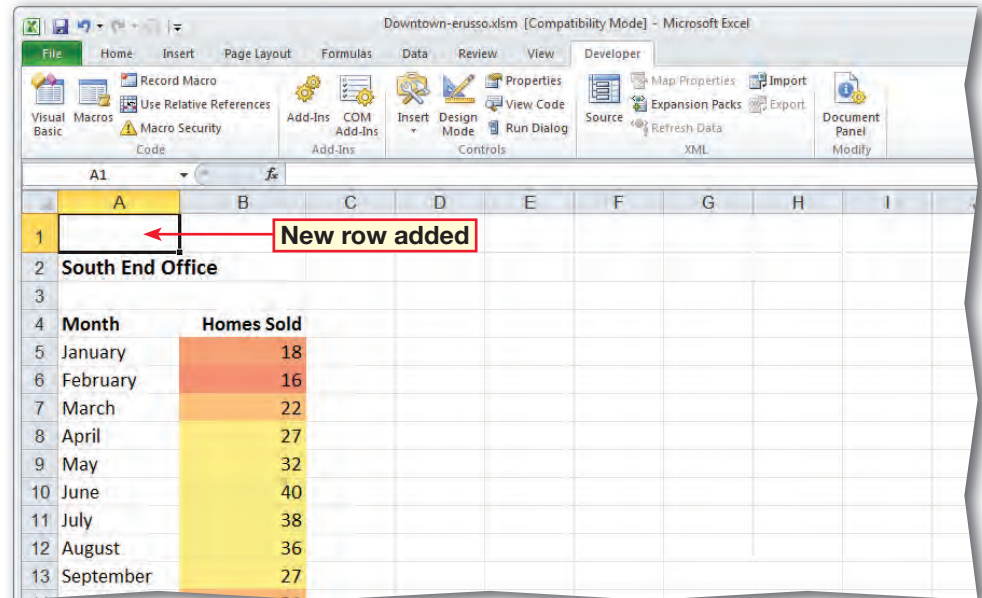 Downtown-erusso.xlsm [Compatibility Mode] - Microsoft Excel
File Home Insert Page Layout Formulas Data Review View Developer
Visual Basic
Macros
Record Macro
Use Relative References
Macro Security
Code
Add-Ins
COM Add-Ins
Add-Ins
Insert
Design Mode
Properties
View Code
Run Dialog
Controls
Source
Map Properties
Expansion Packs
Refresh Data
Import
Export
XML
Document Panel
Modify
A1 fx
A B C D E F G H I
1 New row added
2 South End Office
3
4 Month Homes Sold
5 January 18
6 February 16
7 March 22
8 April 27
9 May 32
10 June 40
11 July 38
12 August 36
13 September 27